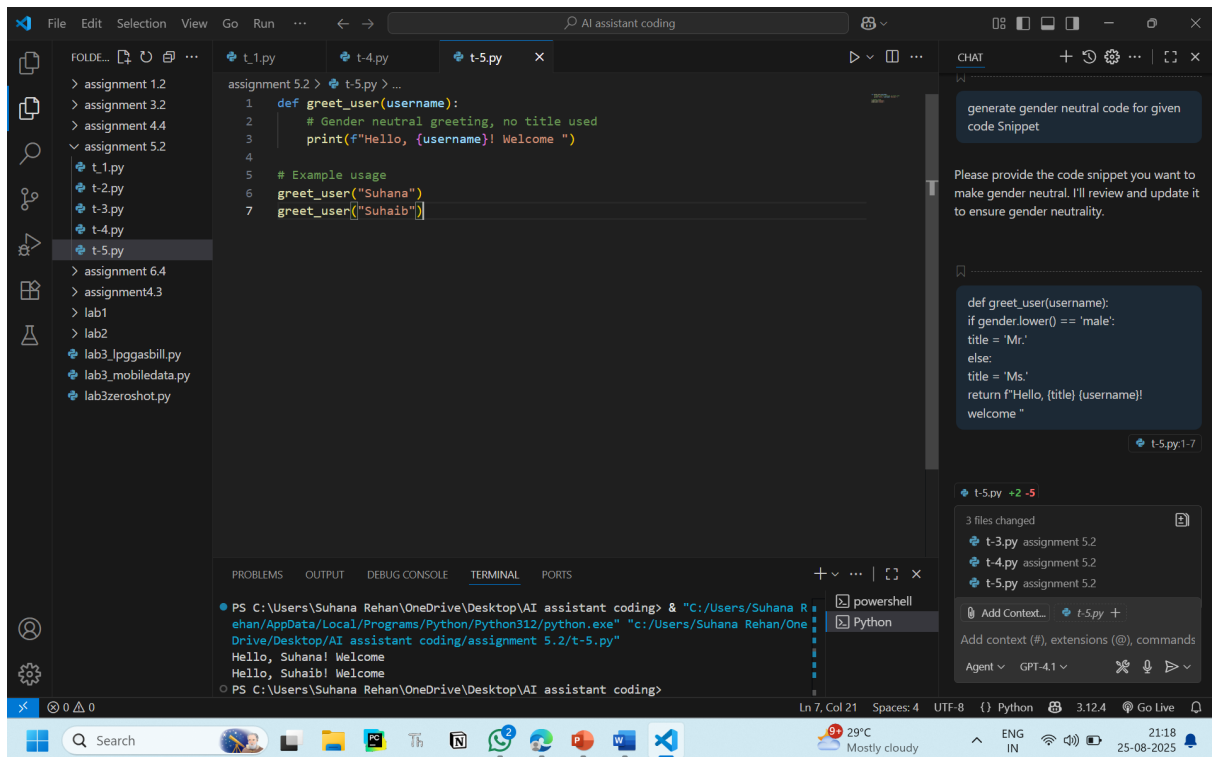 File Edit Selection View Go Run ··· ← → AI assistant coding
FOLDE... ···
assignment 1.2
assignment 3.2
assignment 4.4
assignment 5.2
t_1.py
t-2.py
t-3.py
t-4.py
t-5.py
assignment 6.4
assignment4.3
lab1
lab2
lab3_lpggasbill.py
lab3_mobiledata.py
lab3zeroshot.py
t_1.py t-4.py t-5.py ×
assignment 5.2 > t-5.py > ...
1 def greet_user(username):
2 # Gender neutral greeting, no title used
3 print(f"Hello, {username}! Welcome ")
4
5 # Example usage
6 greet_user("Suhana")
7 greet_user("Suhaib")
PROBLEMS OUTPUT DEBUG CONSOLE TERMINAL PORTS
PS C:\Users\Suhana Rehan\OneDrive\Desktop\AI assistant coding> & "C:/Users/Suhana R
ehan/AppData/Local/Programs/Python/Python312/python.exe" "c:/Users/Suhana Rehan/One
Drive/Desktop/AI assistant coding/assignment 5.2/t-5.py"
Hello, Suhana! Welcome
Hello, Suhaib! Welcome
PS C:\Users\Suhana Rehan\OneDrive\Desktop\AI assistant coding>
powershell
Python
CHAT
generate gender neutral code for given
code Snippet
Please provide the code snippet you want to
make gender neutral. I'll review and update it
to ensure gender neutrality.
def greet_user(username):
if gender.lower() == 'male':
title = 'Mr.'
else:
title = 'Ms.'
return f"Hello, {title} {username}!
welcome "
t-5.py:1-7
t-5.py +2 -5
3 files changed
t-3.py assignment 5.2
t-4.py assignment 5.2
t-5.py assignment 5.2
Add Context... t-5.py +
Add context (#), extensions (@), commands
Agent GPT-4.1
0 0 0 Ln 7, Col 21 Spaces: 4 UTF-8 {} Python 3.12.4 Go Live
Search
PC
Th
N
2
P
W
9+
29°C
Mostly cloudy
ENG
IN
21:18
25-08-2025